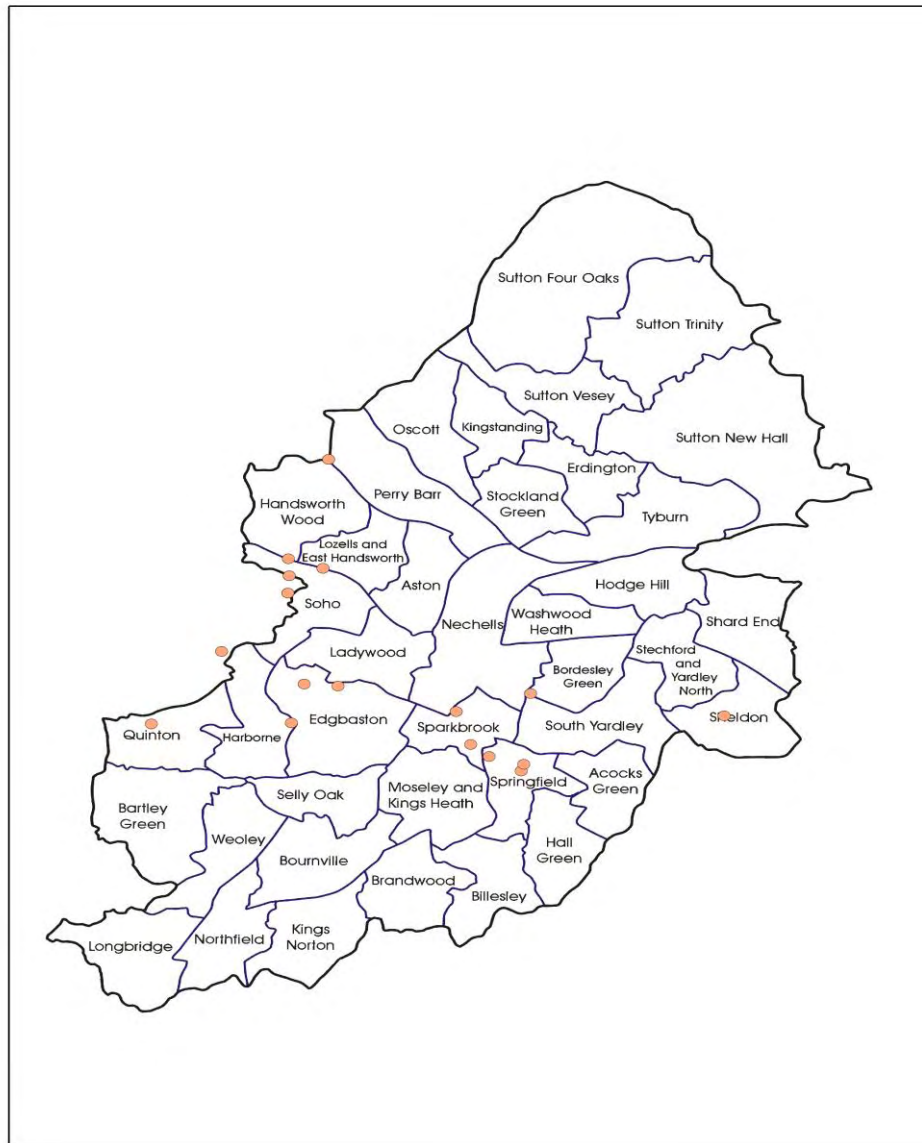 Sutton Four Oaks
Sutton Trinity
Sutton Vesey
Oscott
Kingstanding
Sutton New Hall
Erdington
Perry Barr
Stockland
Green
Handsworth
Wood
Tyburn
Lozells and
East Handsworth
Aston
Hodge Hill
Soho
Washwood
Heath
Shard End
Nechells
Ladywood
Stechford
and
Yardley
North
Bordesley
Green
Edgbaston
Sparkbrook
South Yardley
Sheldon
Quinton
Harborne
Springfield
Acocks
Green
Selly Oak
Moseley and
Kings Heath
Bartley
Green
Weoley
Hall
Green
Bournville
Brandwood
Billesley
Longbridge
Northfield
Kings
Norton